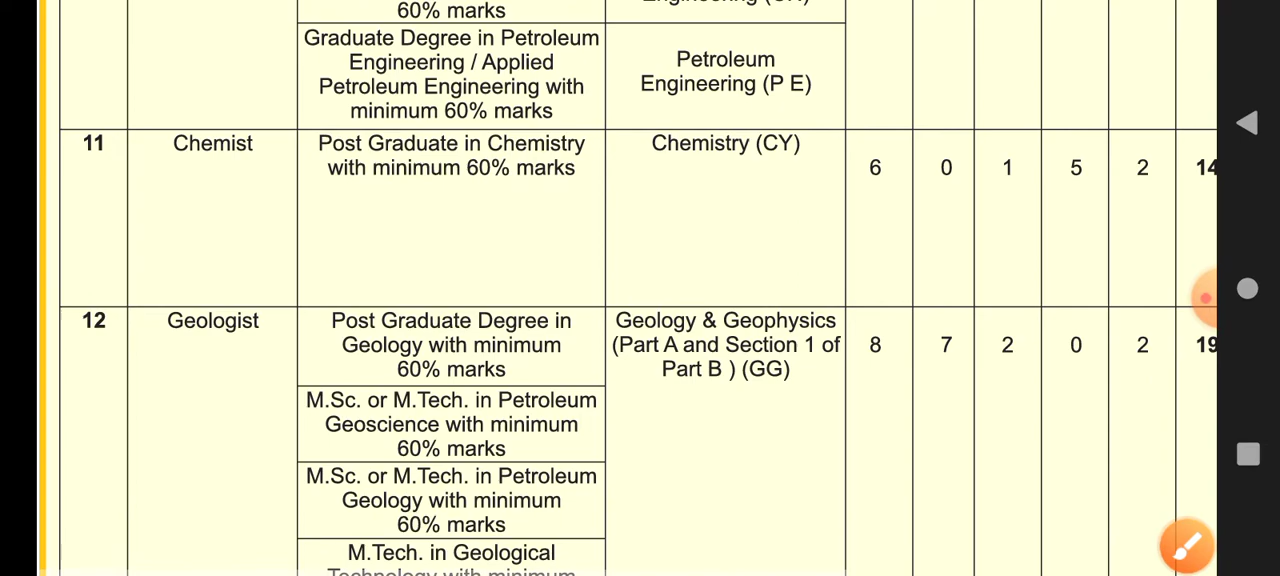 60% marks
Graduate Degree in Petroleum
Engineering / Applied
Petroleum Engineering with
minimum 60% marks
Petroleum
Engineering (P E)
11
Chemist
Post Graduate in Chemistry
with minimum 60% marks
Chemistry (CY)
6 0 1 5 2 14
12
Geologist
Post Graduate Degree in
Geology with minimum
60% marks
Geology & Geophysics
(Part A and Section 1 of
Part B ) (GG)
8 7 2 0 2 19
M.Sc. or M.Tech. in Petroleum
Geoscience with minimum
60% marks
M.Sc. or M.Tech. in Petroleum
Geology with minimum
60% marks
M.Tech. in Geological
Technology with minimum